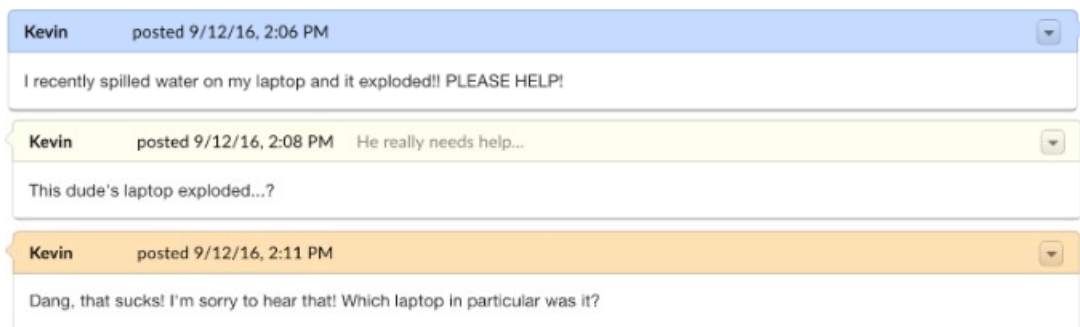 Kevin posted 9/12/16, 2:06 PM
I recently spilled water on my laptop and it exploded!! PLEASE HELP!
Kevin posted 9/12/16, 2:08 PM He really needs help...
This dude's laptop exploded...?
Kevin posted 9/12/16, 2:11 PM
Dang, that sucks! I'm sorry to hear that! Which laptop in particular was it?